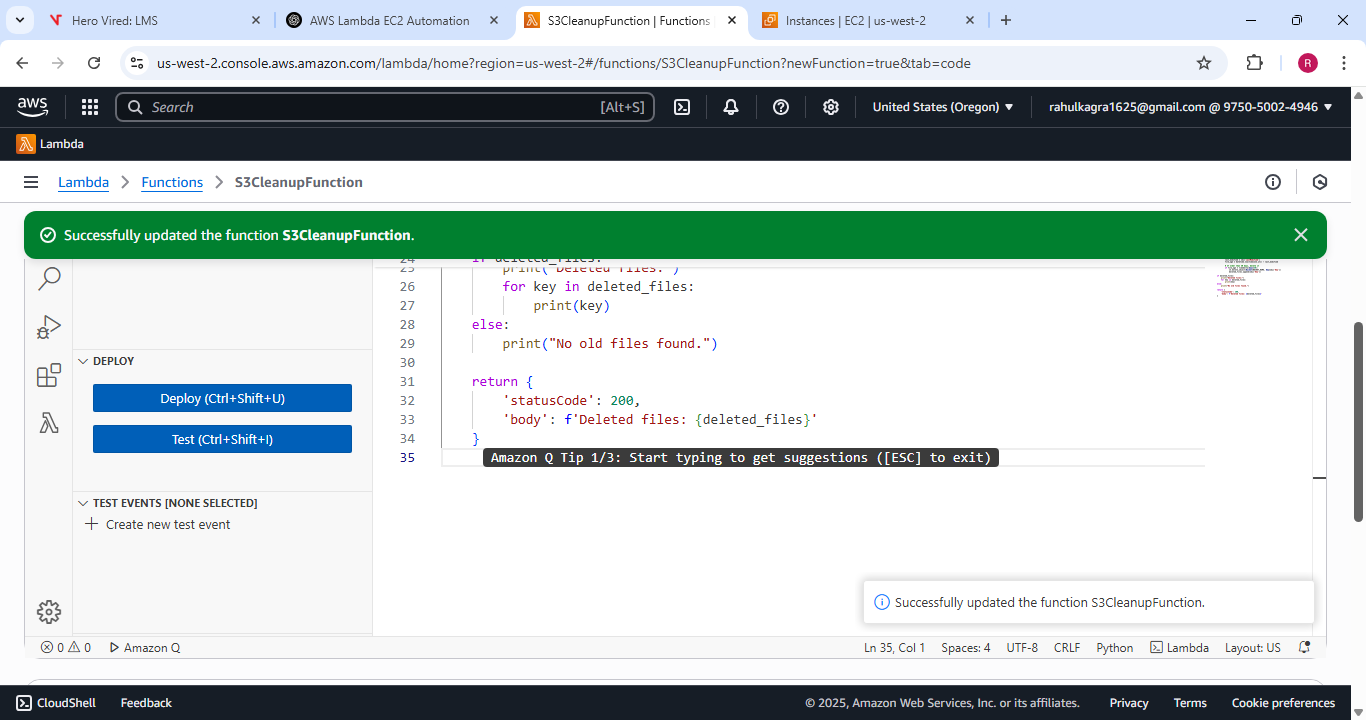 Hero Vired: LMS
AWS Lambda EC2 Automation
S3CleanupFunction | Functions
Instances | EC2 | us-west-2
us-west-2.console.aws.amazon.com/lambda/home?region=us-west-2#/functions/S3CleanupFunction?newFunction=true&tab=code
R
aws
Search
[Alt+S]
United States (Oregon)
rahulkagra1625@gmail.com @ 9750-5002-4946
Lambda
Lambda
Functions
S3CleanupFunction
Successfully updated the function S3CleanupFunction.
24 if deleted_files:
25 print("Deleted files:")
26 for key in deleted_files:
27 print(key)
28 else:
29 print("No old files found.")
30
31 return {
32 'statusCode': 200,
33 'body': f'Deleted files: {deleted_files}'
34 }
35 Amazon Q Tip 1/3: Start typing to get suggestions ([ESC] to exit)
DEPLOY
Deploy (Ctrl+Shift+U)
Test (Ctrl+Shift+I)
TEST EVENTS [NONE SELECTED]
Create new test event
Successfully updated the function S3CleanupFunction.
0 0 Amazon Q
Ln 35, Col 1 Spaces: 4 UTF-8 CRLF Python Lambda Layout: US
CloudShell Feedback
© 2025, Amazon Web Services, Inc. or its affiliates. Privacy Terms Cookie preferences